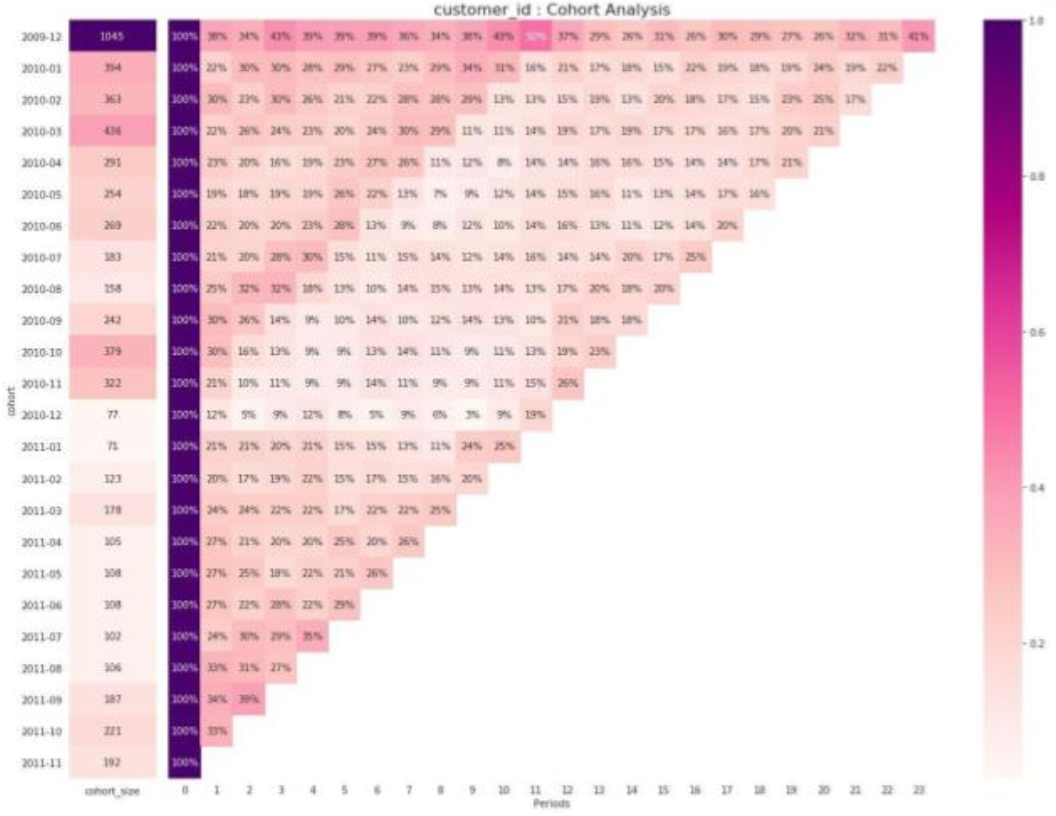 customer_id : Cohort Analysis
2009-12 1045 100% 38% 34% 43% 39% 39% 39% 36% 34% 38% 43% 50% 37% 29% 26% 31% 26% 30% 29% 27% 26% 32% 31% 41% 1.0
2010-01 394 100% 22% 30% 30% 28% 29% 27% 23% 29% 34% 31% 16% 21% 17% 18% 15% 22% 19% 18% 19% 24% 19% 22%
2010-02 363 100% 30% 23% 30% 26% 21% 22% 28% 28% 29% 13% 13% 15% 19% 13% 20% 18% 17% 15% 23% 25% 17%
2010-03 436 100% 22% 26% 24% 23% 20% 24% 30% 29% 11% 11% 14% 19% 17% 19% 17% 17% 16% 17% 20% 21%
2010-04 291 100% 23% 20% 16% 19% 23% 27% 26% 11% 12% 8% 14% 14% 16% 16% 15% 14% 14% 17% 21%
0.8
2010-05 254 100% 19% 18% 19% 19% 26% 22% 13% 7% 9% 12% 14% 15% 16% 11% 13% 14% 17% 16%
2010-06 269 100% 22% 20% 20% 23% 28% 13% 9% 8% 12% 10% 14% 16% 13% 11% 12% 14% 20%
2010-07 183 100% 21% 20% 28% 30% 15% 11% 15% 14% 12% 14% 16% 14% 14% 20% 17% 25%
2010-08 158 100% 25% 32% 32% 18% 13% 10% 14% 15% 13% 14% 13% 17% 20% 18% 20%
2010-09 242 100% 30% 26% 14% 9% 10% 14% 10% 12% 14% 13% 10% 21% 18% 18%
0.6
2010-10 379 100% 30% 16% 13% 9% 9% 13% 14% 11% 9% 11% 13% 19% 23%
2010-11 322 100% 21% 10% 11% 9% 9% 14% 11% 9% 9% 11% 15% 26%
cohort
2010-12 77 100% 12% 5% 9% 12% 8% 5% 9% 6% 3% 9% 19%
2011-01 71 100% 21% 21% 20% 21% 15% 15% 13% 11% 24% 25%
2011-02 123 100% 20% 17% 19% 22% 15% 17% 15% 16% 20%
0.4
2011-03 178 100% 24% 24% 22% 22% 17% 22% 22% 25%
2011-04 105 100% 27% 21% 20% 20% 25% 20% 26%
2011-05 108 100% 27% 25% 18% 22% 21% 26%
2011-06 108 100% 27% 22% 28% 22% 29%
2011-07 102 100% 24% 30% 29% 35%
0.2
2011-08 106 100% 33% 31% 27%
2011-09 187 100% 34% 39%
2011-10 221 100% 33%
2011-11 192 100%
cohort_size 0 1 2 3 4 5 6 7 8 9 10 11 12 13 14 15 16 17 18 19 20 21 22 23
Periods